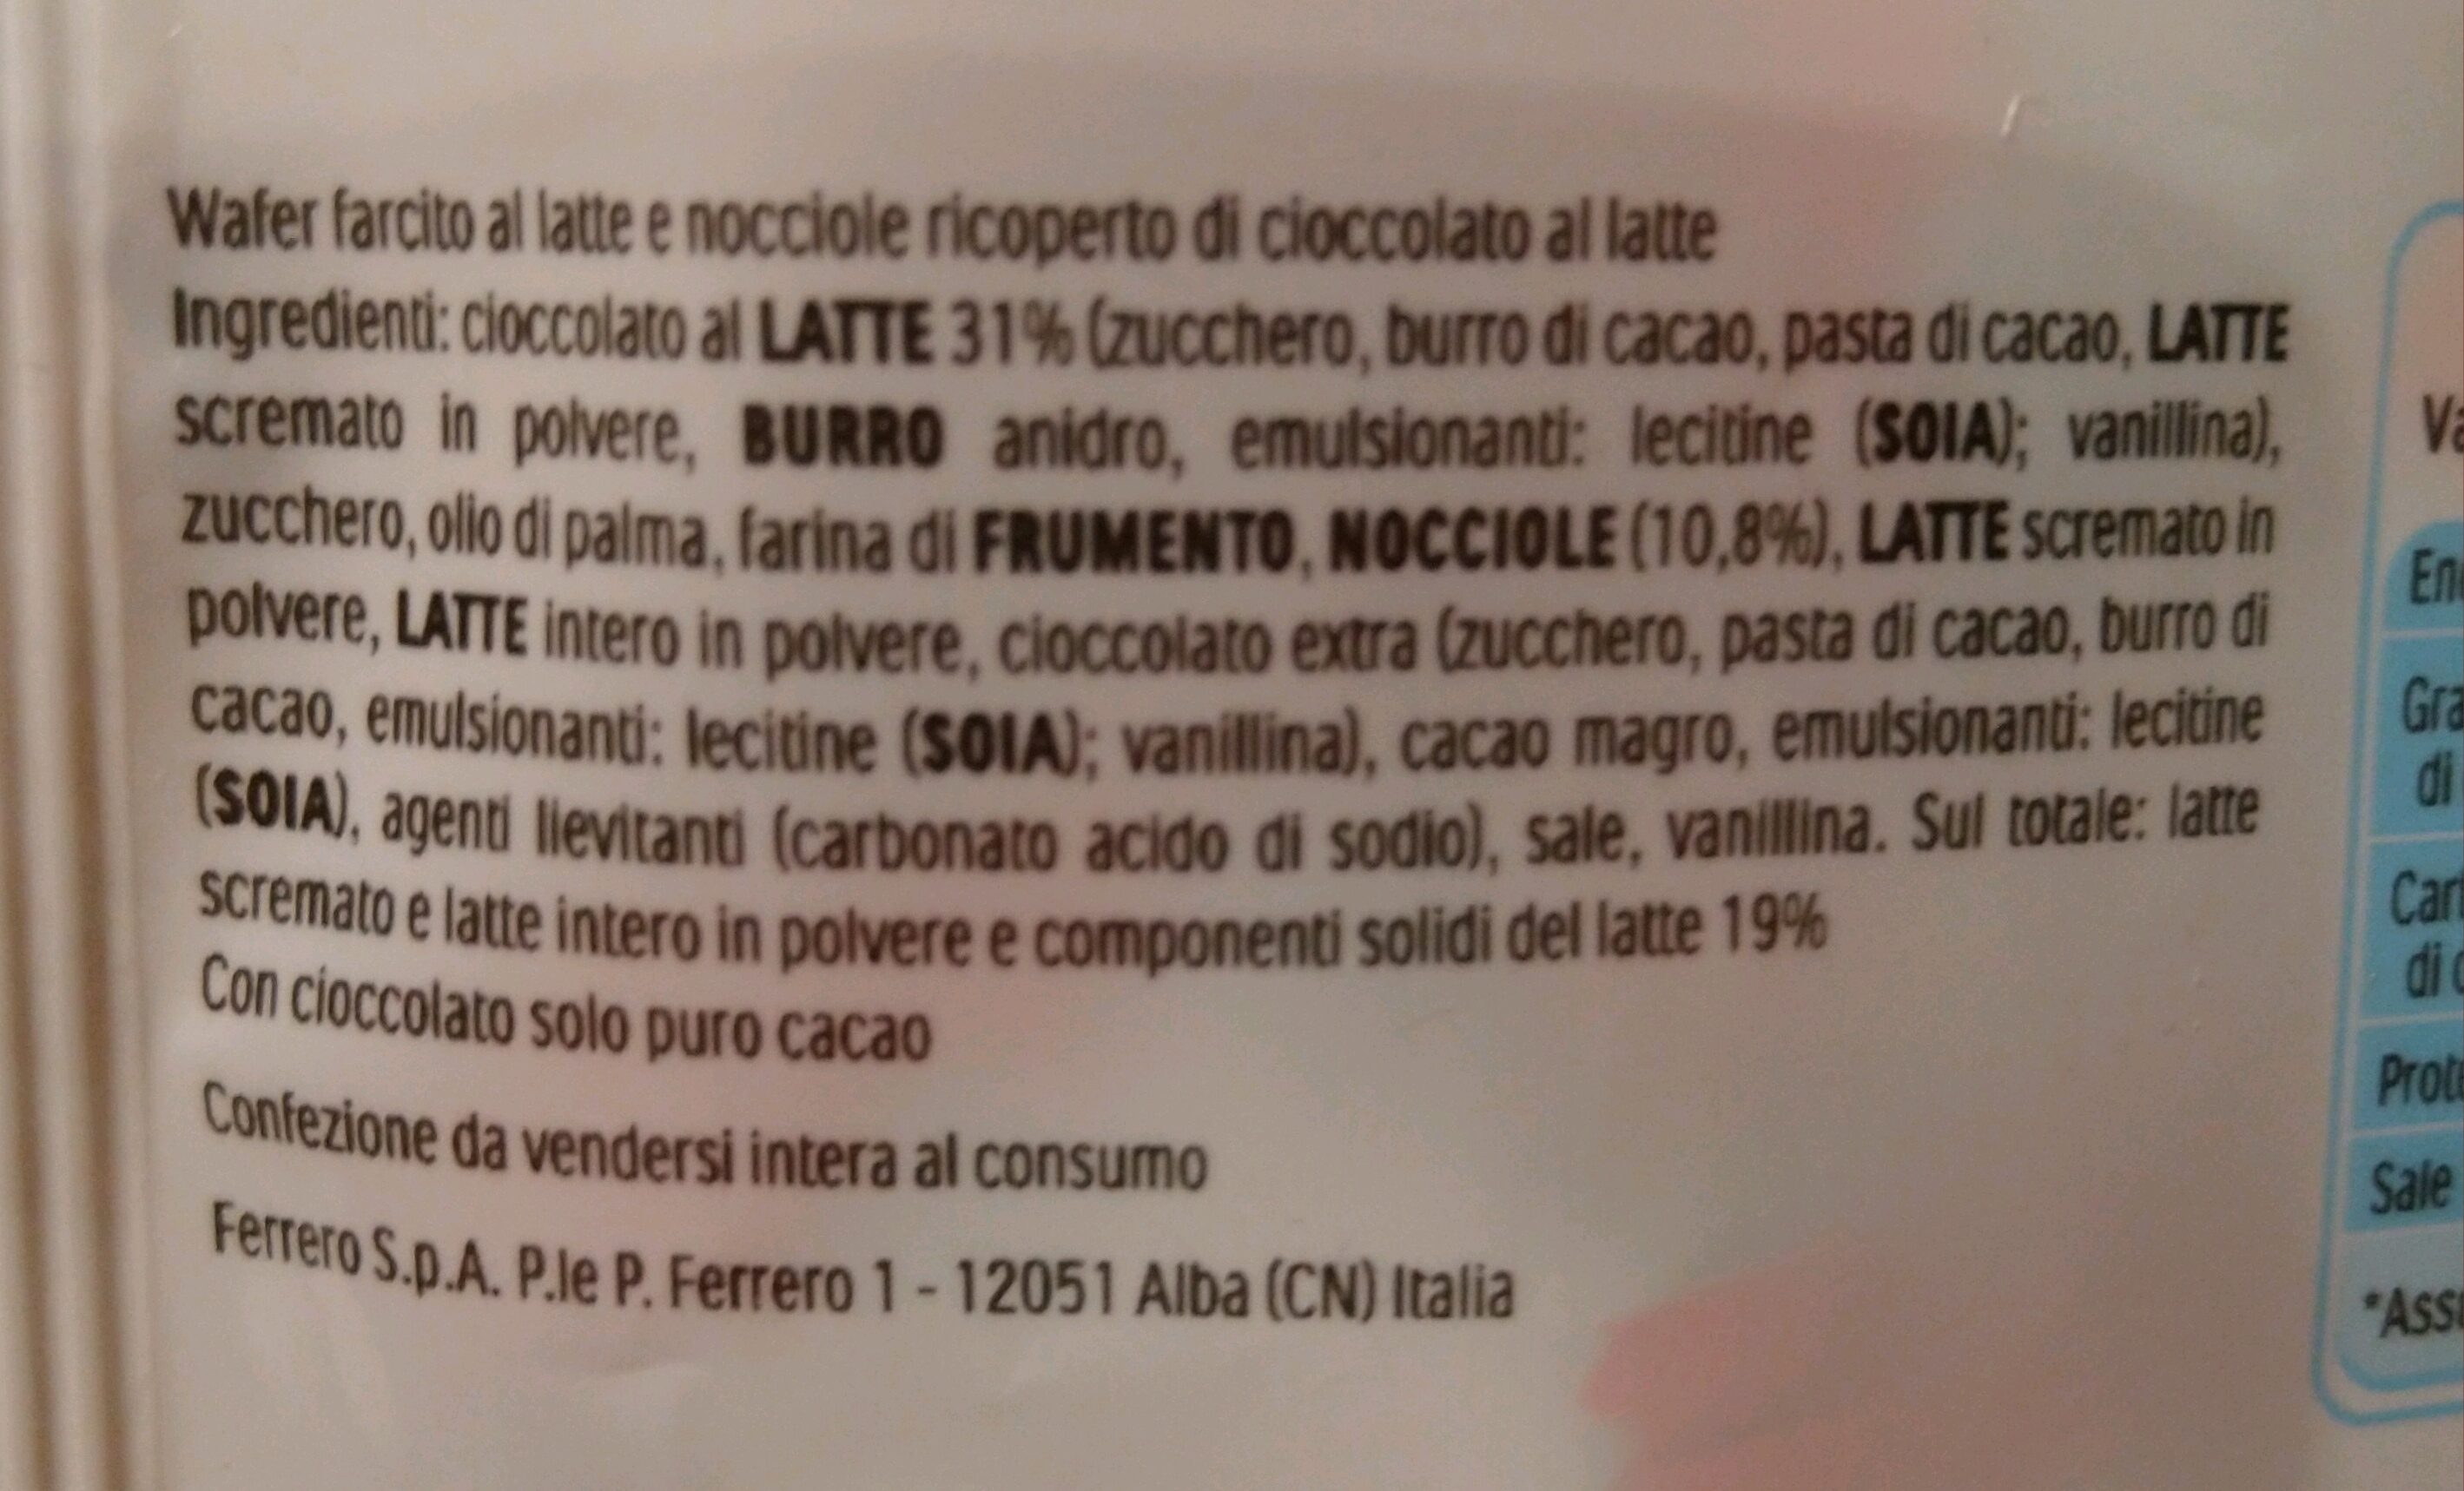 Wafer farcito al latte e nocciole ricoperto di cioccolato al latte
Ingredienti: cioccolato al LATTE 31% (zucchero, burro di cacao, pasta di cacao, LATTE
scremato in polvere, BURRO anidro, emulsionanti: lecitine (SOIA); vanillina),
zucchero, olio di palma, farina di FRUMENTO, NOCCIOLE (10,8%), LATTE scremato in
polvere, LATTE intero in polvere, cioccolato extra (zucchero, pasta di cacao, burro di
cacao, emulsionanti: lecitine (SOIA); vanillina), cacao magro, emulsionanti: lecitine
(SOIA), agenti lievitanti (carbonato acido di sodio), sale, vanillina. Sul totale: latte
scremato e latte intero in polvere e componenti solidi del latte 19%
Con cioccolato solo puro cacao
Confezione da vendersi intera al consumo
Ferrero S.p.A. P.le P. Ferrero 1 - 12051 Alba (CN) Italia
Sale